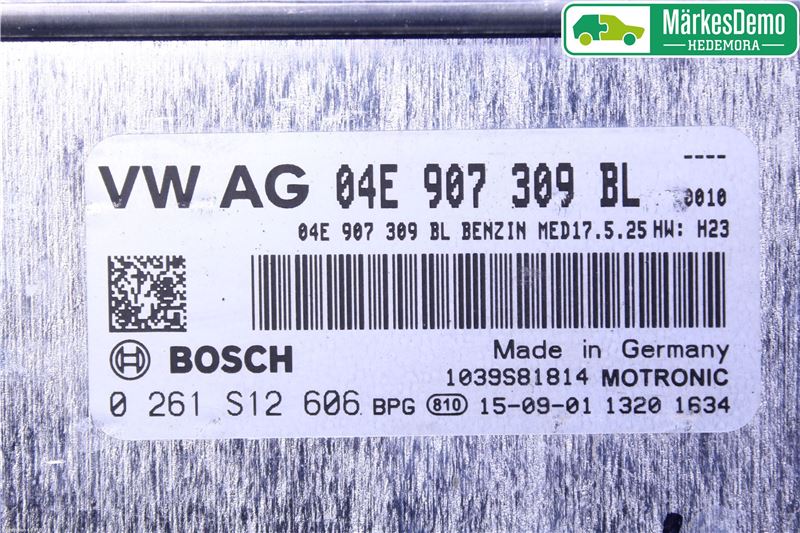 MärkesDemo
HEDEMORA
----
VW AG 04E 907 309 BL 0010
04E 907 309 BL BENZIN MED17.5.25 HW: H23
BOSCH
Made in Germany
1039S81814 MOTRONIC
0 261 S12 606 BPG 810 15-09-01 1320 1634